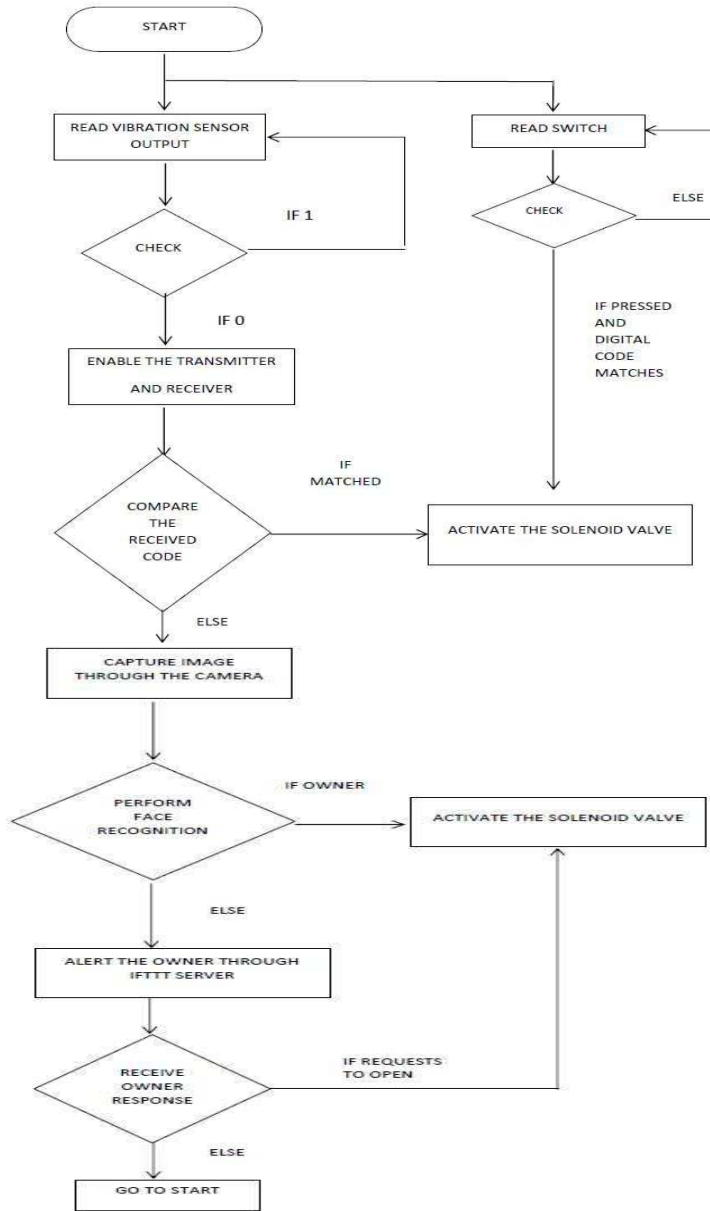 START
READ VIBRATION SENSOR
OUTPUT
READ SWITCH
CHECK
IF 1
CHECK
ELSE
IF 0
IF PRESSED
AND
DIGITAL
CODE
MATCHES
ENABLE THE TRANSMITTER
AND RECEIVER
IF
MATCHED
COMPARE
THE
RECEIVED
CODE
ACTIVATE THE SOLENOID VALVE
ELSE
CAPTURE IMAGE
THROUGH THE CAMERA
IF OWNER
PERFORM
FACE
RECOGNITION
ACTIVATE THE SOLENOID VALVE
ELSE
ALERT THE OWNER THROUGH
IFTTT SERVER
RECEIVE
OWNER
RESPONSE
IF REQUESTS
TO OPEN
ELSE
GO TO START